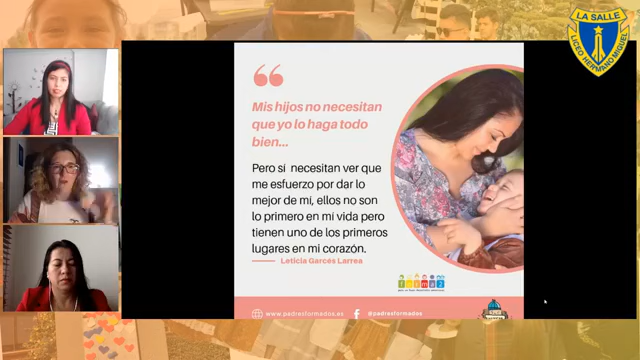 LA SALLE
LICEO HERMANO MIGUEL
Mis hijos no necesitan
que yo lo haga todo
bien...
Pero sí necesitan ver que
me esfuerzo por dar lo
mejor de mí, ellos no son
lo primero en mi vida pero
tienen uno de los primeros
lugares en mi corazón.
Leticia Garcés Larrea
www.padresformados.es
@padresformados